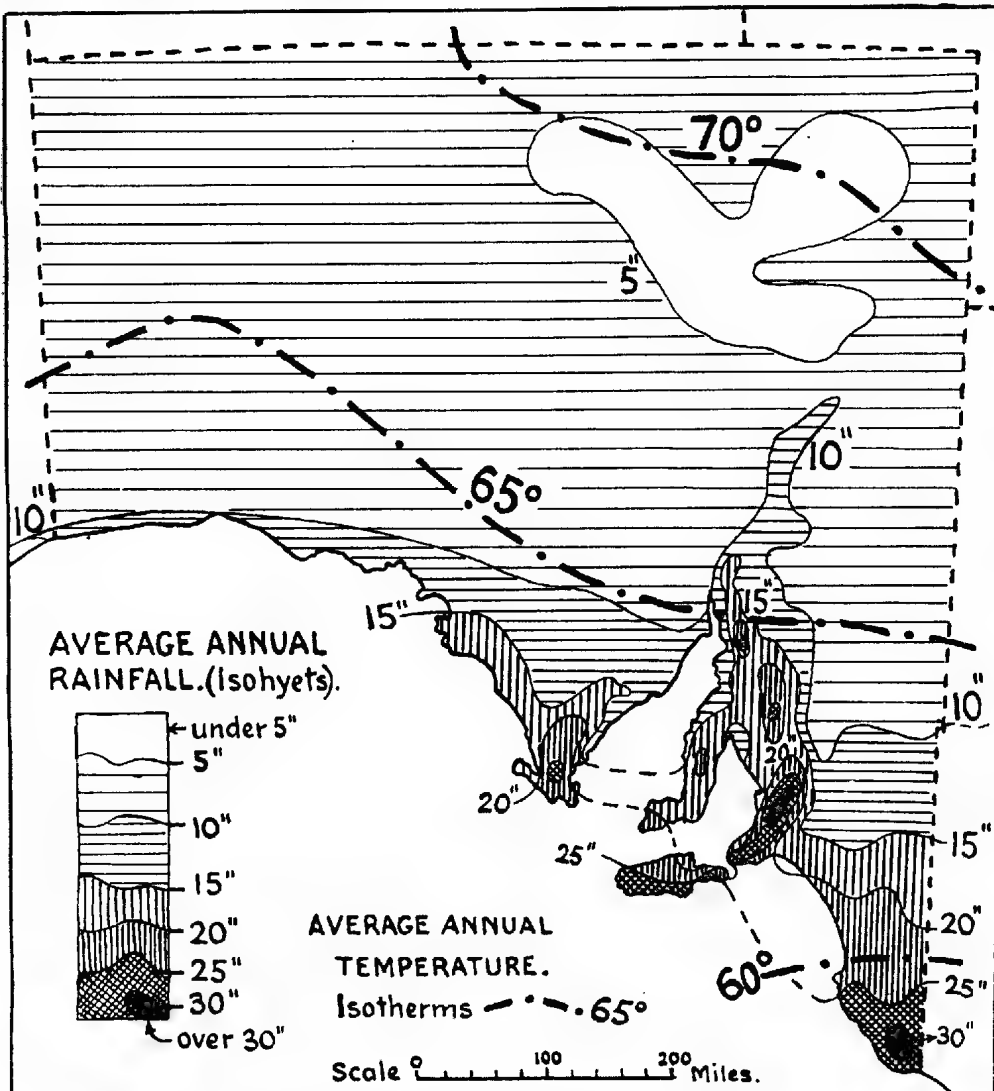 70°
5"
10"
65°
10"
15"
15"
10"
20"
20"
25"
15"
20"
60°
25"
30"
AVERAGE ANNUAL
RAINFALL.(Isohyets).
under 5"
5"
10"
15"
20"
25"
30"
over 30"
AVERAGE ANNUAL
TEMPERATURE.
Isotherms 65°
Scale 0 100 200 Miles.